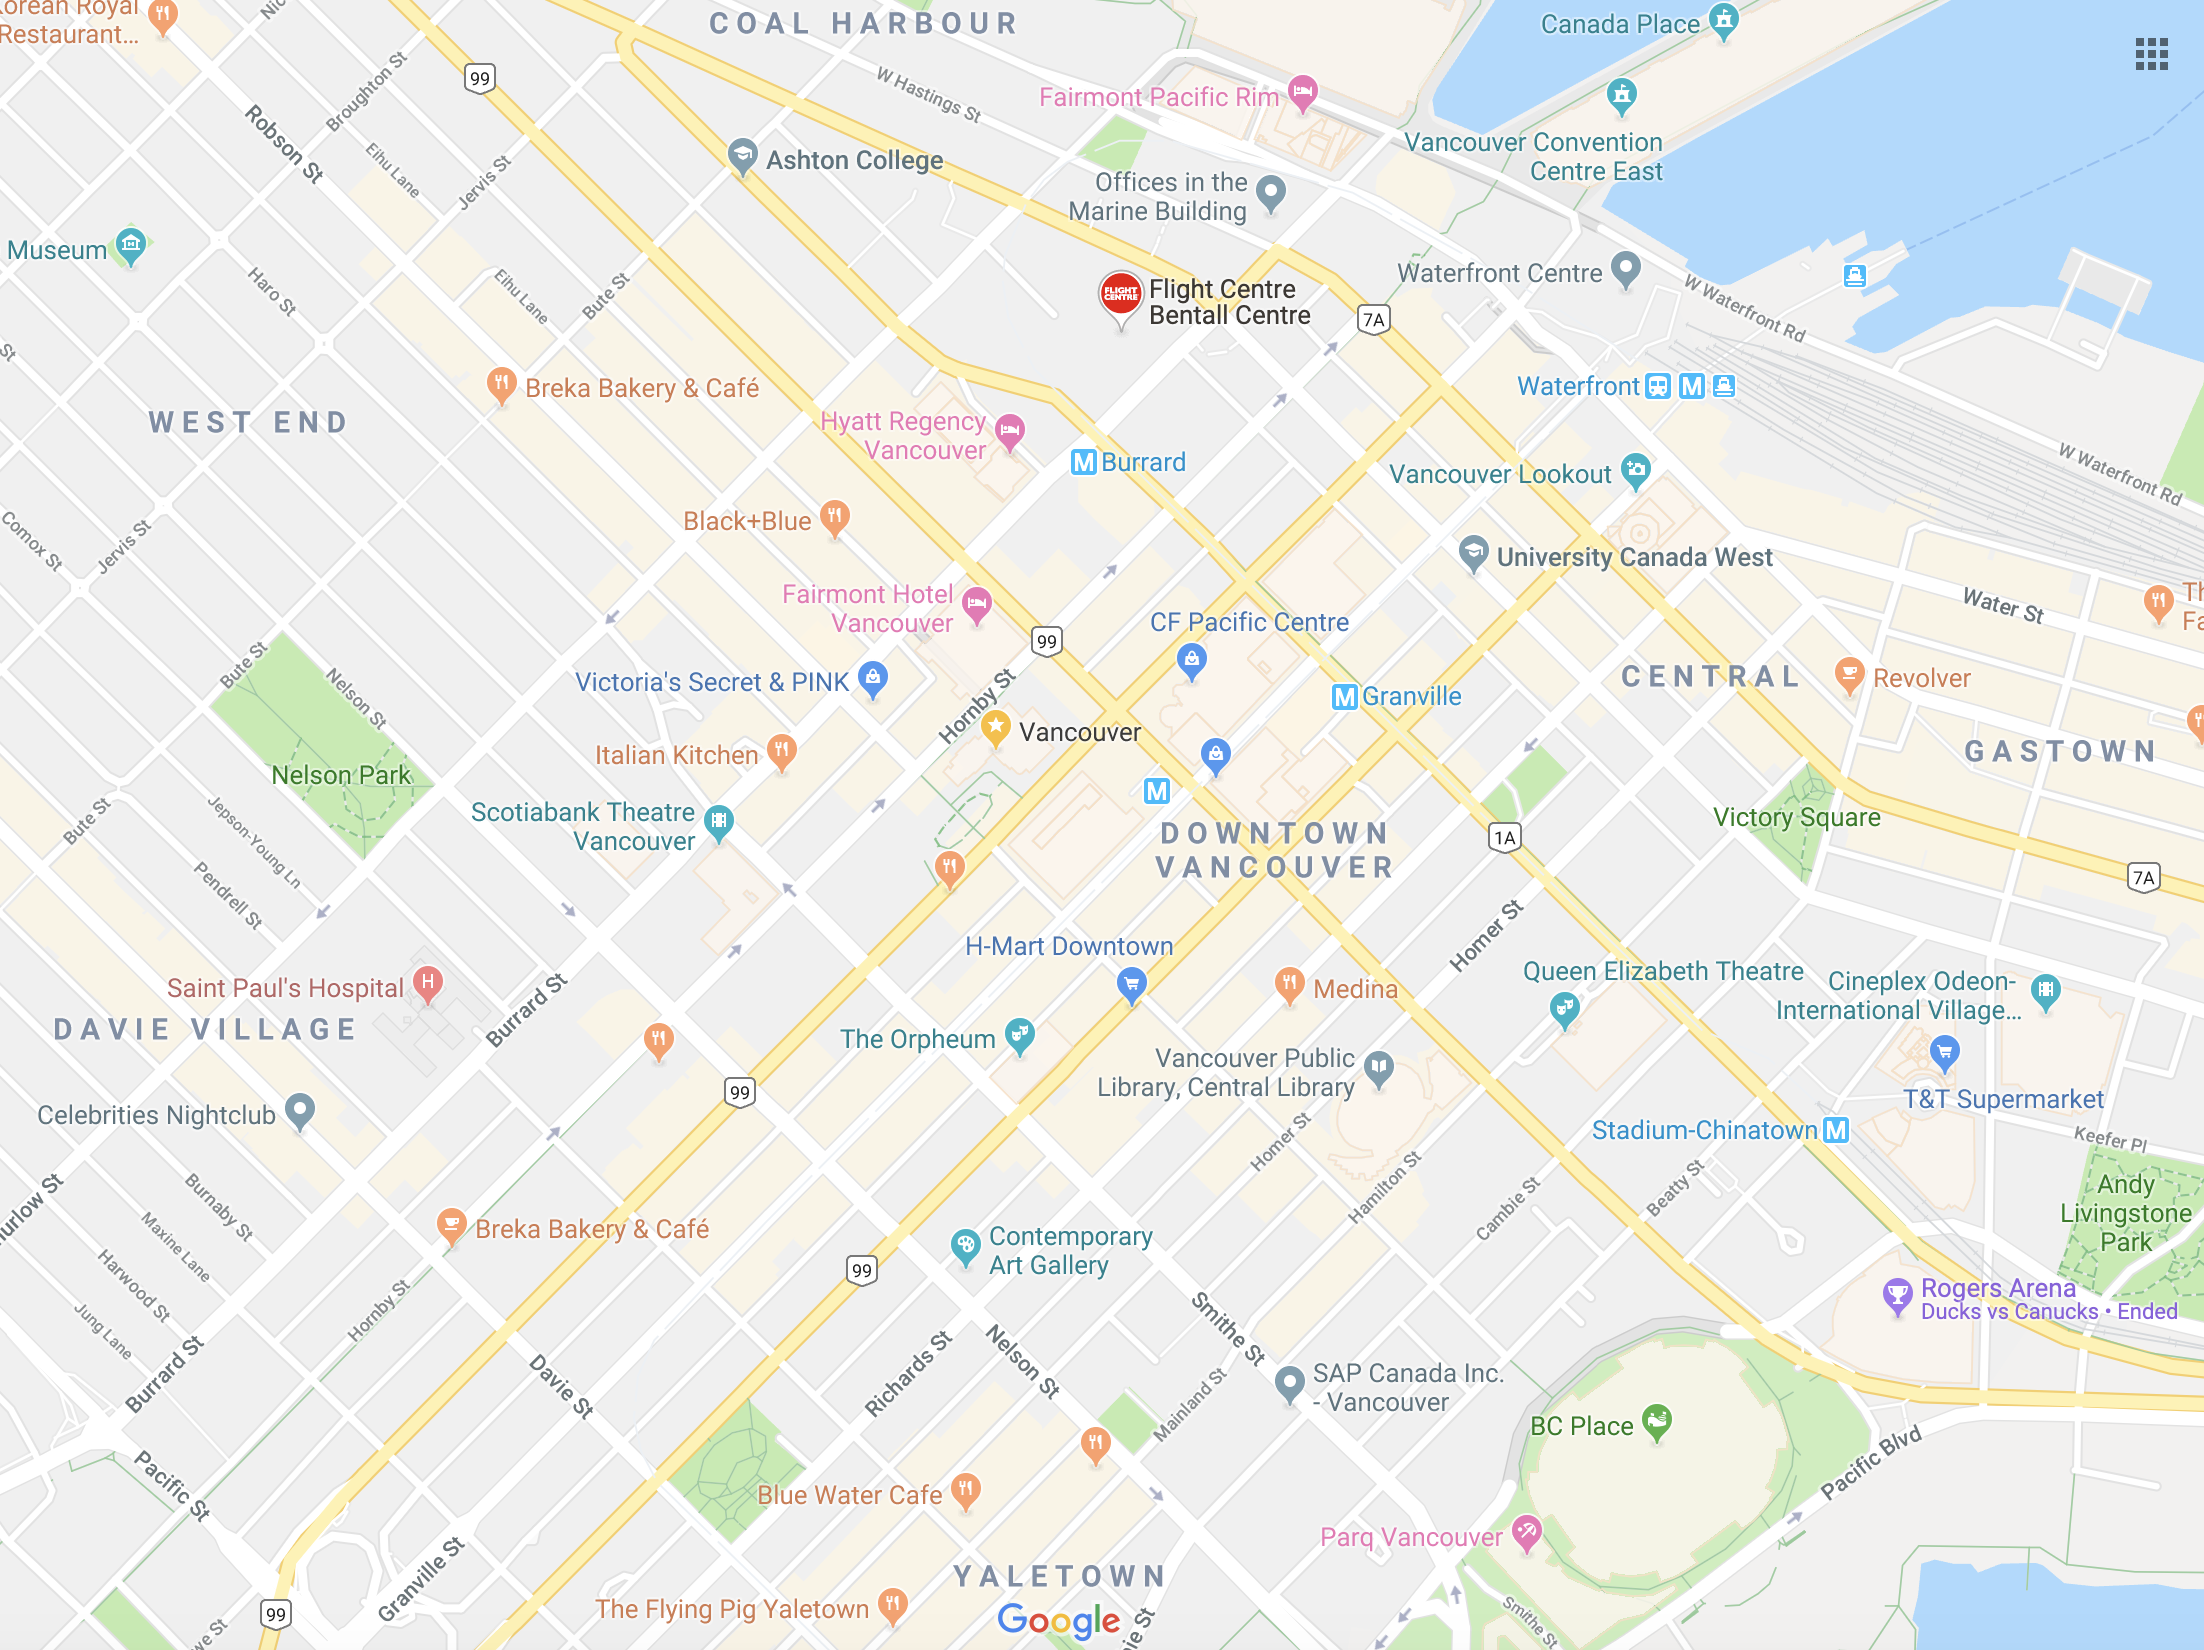 Korean Royal
Restaurant...
COAL HARBOUR
Canada Place
99
Broughton St
W Hastings St
Fairmont Pacific Rim
Vancouver Convention
Centre East
Robson St
Eihu Lane
Jervis St
Ashton College
Offices in the
Marine Building
Museum
Haro St
Eihu Lane
Bute St
FLIGHT
CENTRE
Flight Centre
Bentall Centre
7A
Waterfront Centre
W Waterfront Rd
Breka Bakery & Café
WEST END
Hyatt Regency
Vancouver
M Burrard
Waterfront M
Vancouver Lookout
W Waterfront Rd
Comox St
Jervis St
Black+Blue
University Canada West
Fairmont Hotel
Vancouver
99
CF Pacific Centre
Water St
Bute St
Nelson St
Victoria's Secret & PINK
Hornby St
M Granville
CENTRAL
Revolver
Vancouver
Italian Kitchen
GASTOWN
Nelson Park
M
Bute St
Jepson-Young Ln
Scotiabank Theatre
Vancouver
DOWNTOWN
VANCOUVER
1A
Victory Square
7A
Pendrell St
Homer St
H-Mart Downtown
Saint Paul's Hospital
H
Medina
Queen Elizabeth Theatre
Cineplex Odeon-
International Village...
DAVIE VILLAGE
Burrard St
The Orpheum
Vancouver Public
Library, Central Library
99
Celebrities Nightclub
T&T Supermarket
Stadium-Chinatown M
Keefer Pl
Homer St
Hamilton St
Cambie St
Beatty St
Andy
Livingstone
Park
Burnaby St
Maxine Lane
Harwood St
Jung Lane
Breka Bakery & Café
Contemporary
Art Gallery
99
Hornby St
Rogers Arena
Ducks vs Canucks • Ended
Smithe St
Nelson St
Richards St
Burrard St
Davie St
Mainland St
SAP Canada Inc.
- Vancouver
BC Place
Pacific Blvd
Pacific St
Blue Water Cafe
Parq Vancouver
Granville St
YALETOWN
The Flying Pig Yaletown
99
Google
Smithe St